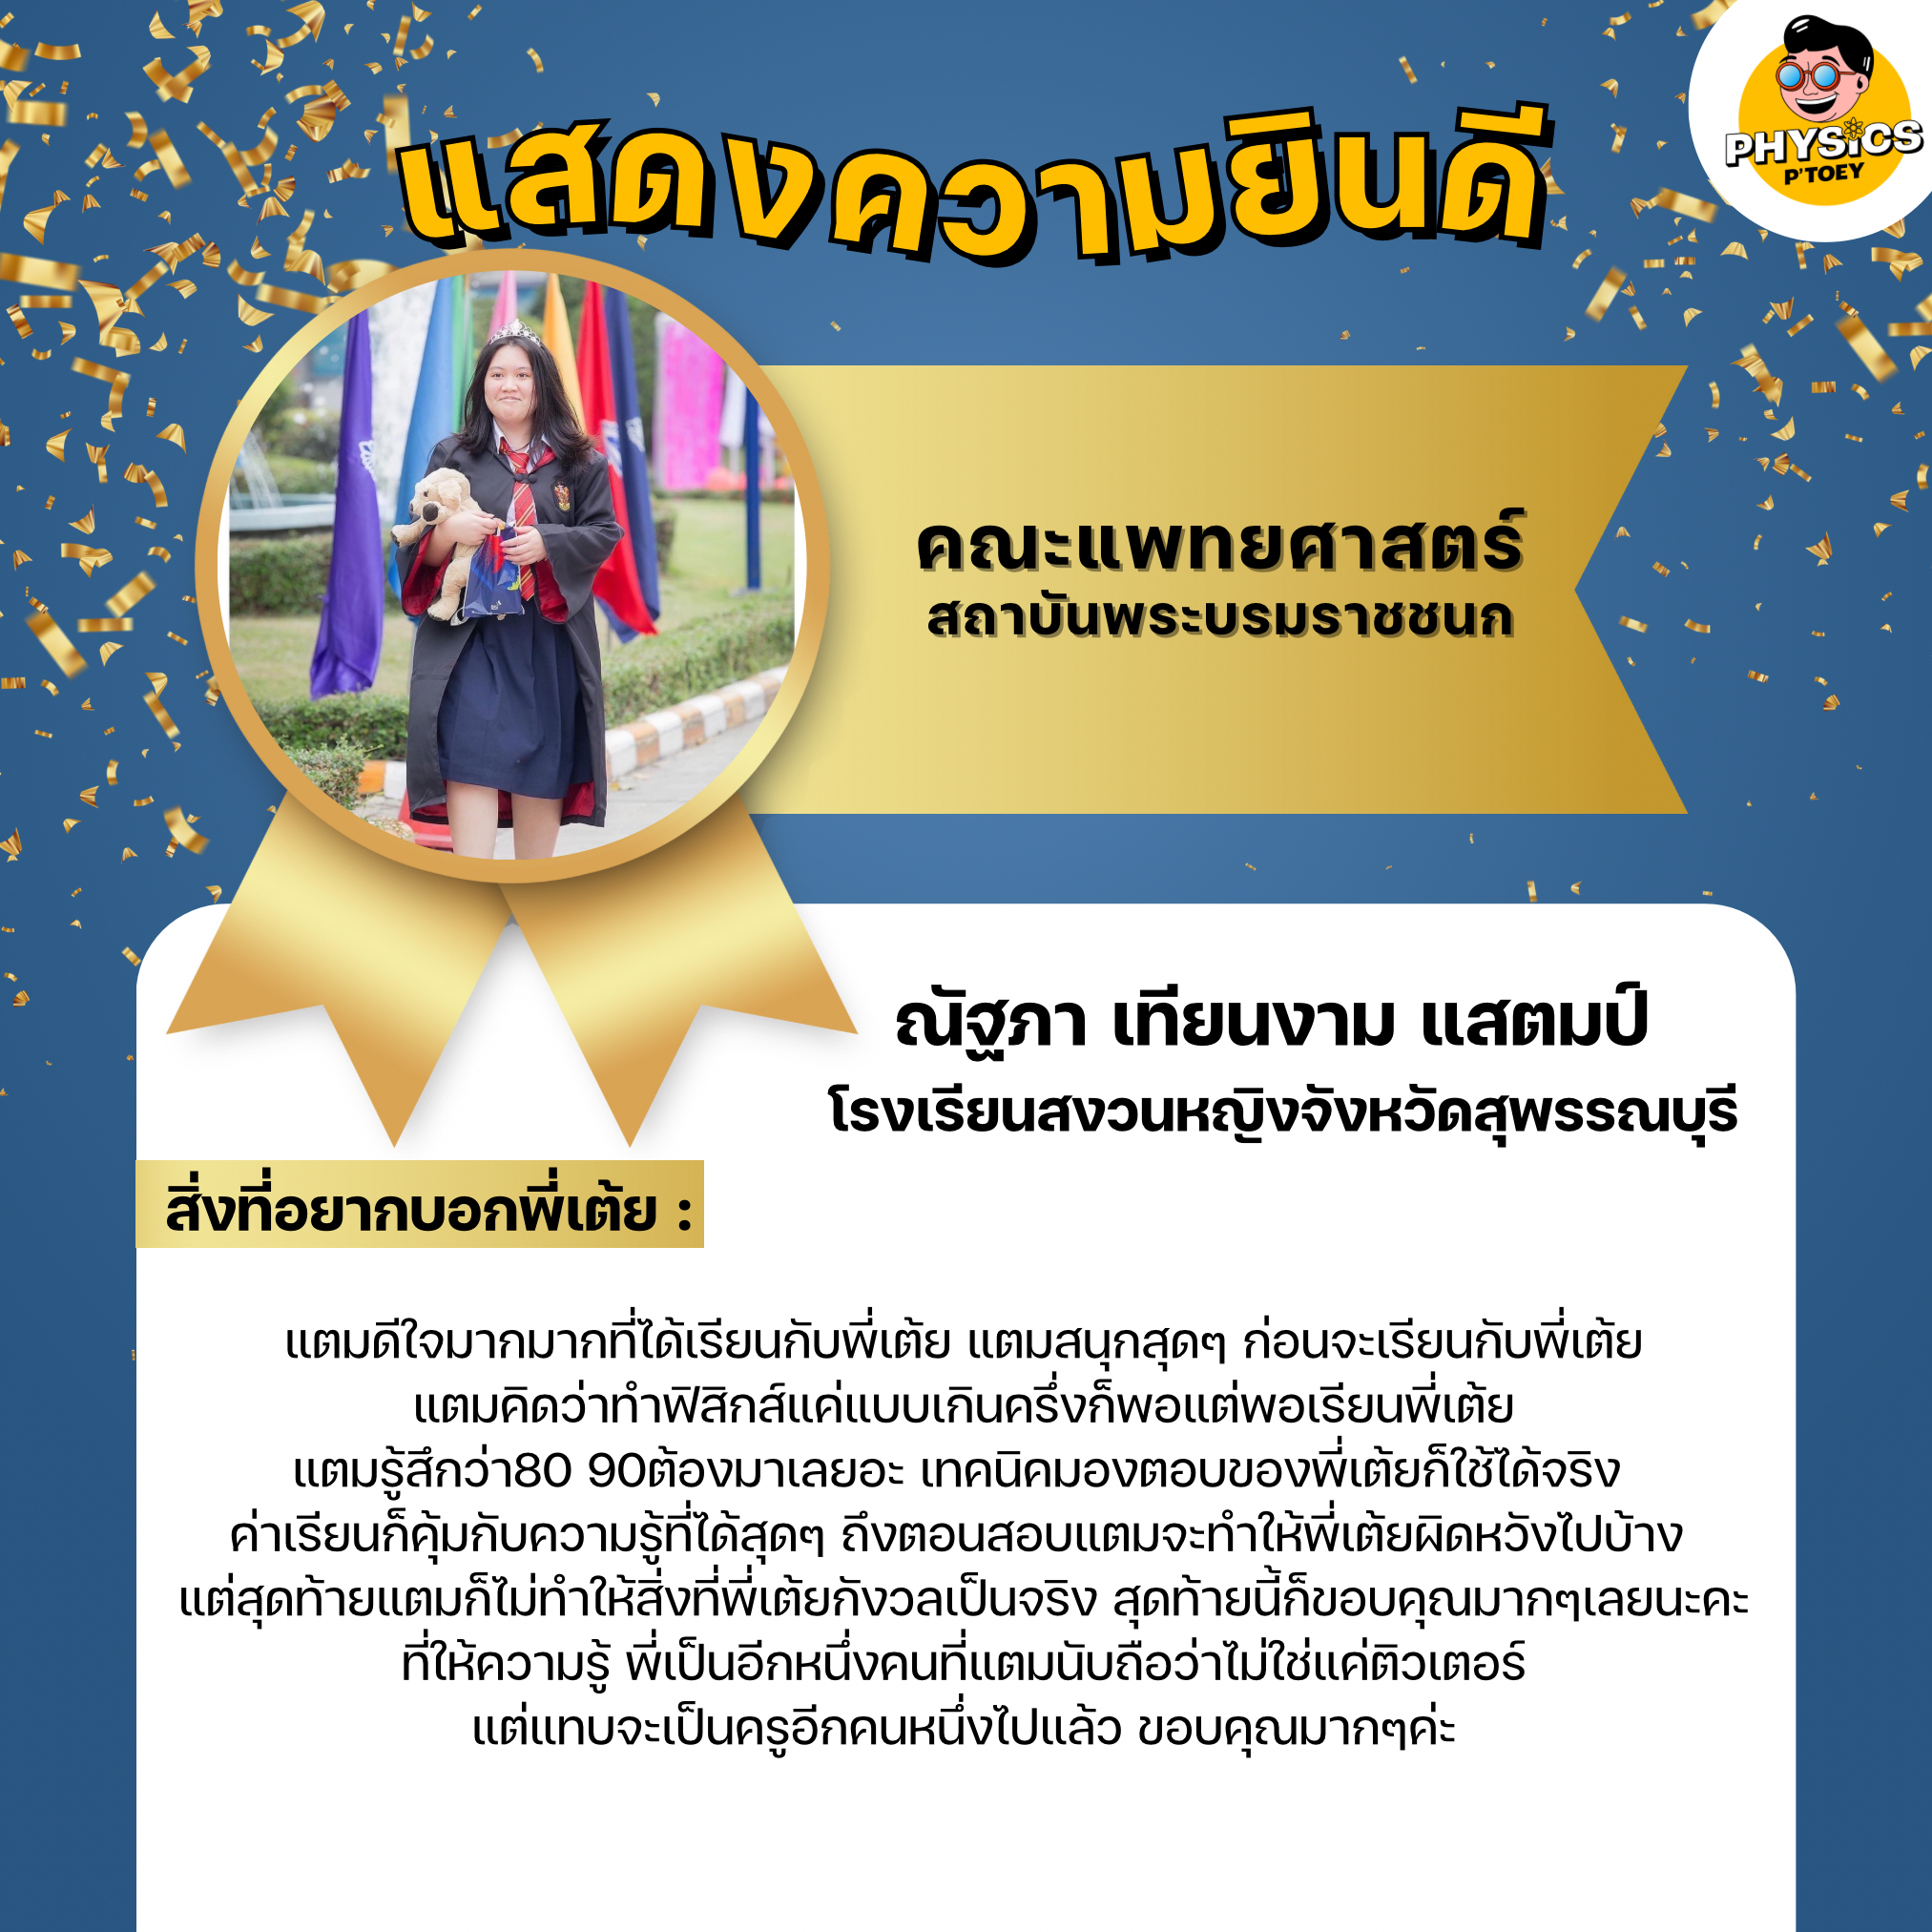 แสดงความยินดี
PHYSICS
P'TOEY
คณะแพทยศาสตร์
สถาบันพระบรมราชชนก
ณัฐภา เทียนงาม แสตมป์
โรงเรียนสงวนหญิงจังหวัดสุพรรณบุรี
สิ่งที่อยากบอกพี่เต้ย :
แตมดีใจมากมากที่ได้เรียนกับพี่เต้ย แตมสนุกสุดๆ ก่อนจะเรียนกับพี่เต้ย
แตมคิดว่าทำฟิสิกส์แค่แบบเกินครึ่งก็พอแต่พอเรียนพี่เต้ย
แตมรู้สึกว่า80 90ต้องมาเลยอะ เทคนิคมองตอบของพี่เต้ยก็ใช้ได้จริง
ค่าเรียนก็คุ้มกับความรู้ที่ได้สุดๆ ถึงตอนสอบแตมจะทำให้พี่เต้ยผิดหวังไปบ้าง
แต่สุดท้ายแตมก็ไม่ทำให้สิ่งที่พี่เต้ยกังวลเป็นจริง สุดท้ายนี้ก็ขอบคุณมากๆเลยนะคะ
ที่ให้ความรู้ พี่เป็นอีกหนึ่งคนที่แตมนับถือว่าไม่ใช่แค่ติวเตอร์
แต่แทบจะเป็นครูอีกคนหนึ่งไปแล้ว ขอบคุณมากๆค่ะ